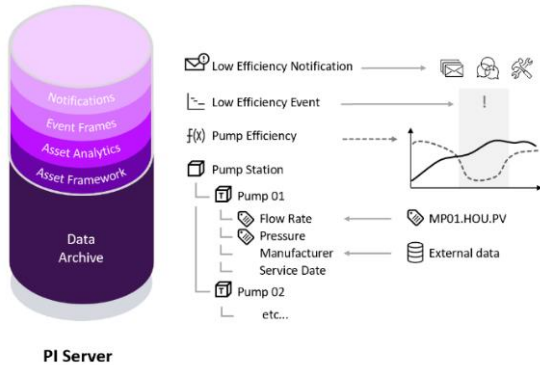 Notifications
Event Frames
Asset Analytics
Asset Framework
Data
Archive
PI Server
Low Efficiency Notification
Low Efficiency Event
!
f(x) Pump Efficiency
Pump Station
T Pump 01
Flow Rate
MP01.HOU.PV
Pressure
Manufacturer
External data
Service Date
T Pump 02
etc...